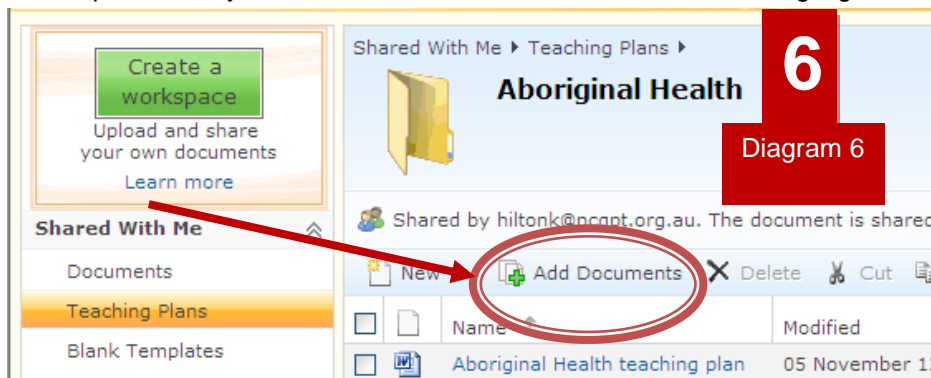 Create a
workspace
Upload and share
your own documents
Learn more
Shared With Me
Documents
Teaching Plans
Blank Templates
Shared With Me Teaching Plans
Aboriginal Health
6
Diagram 6
Shared by hiltonk@ncgpt.org.au. The document is shared
New Add Documents Delete Cut
Name Modified
Aboriginal Health teaching plan 05 November 12